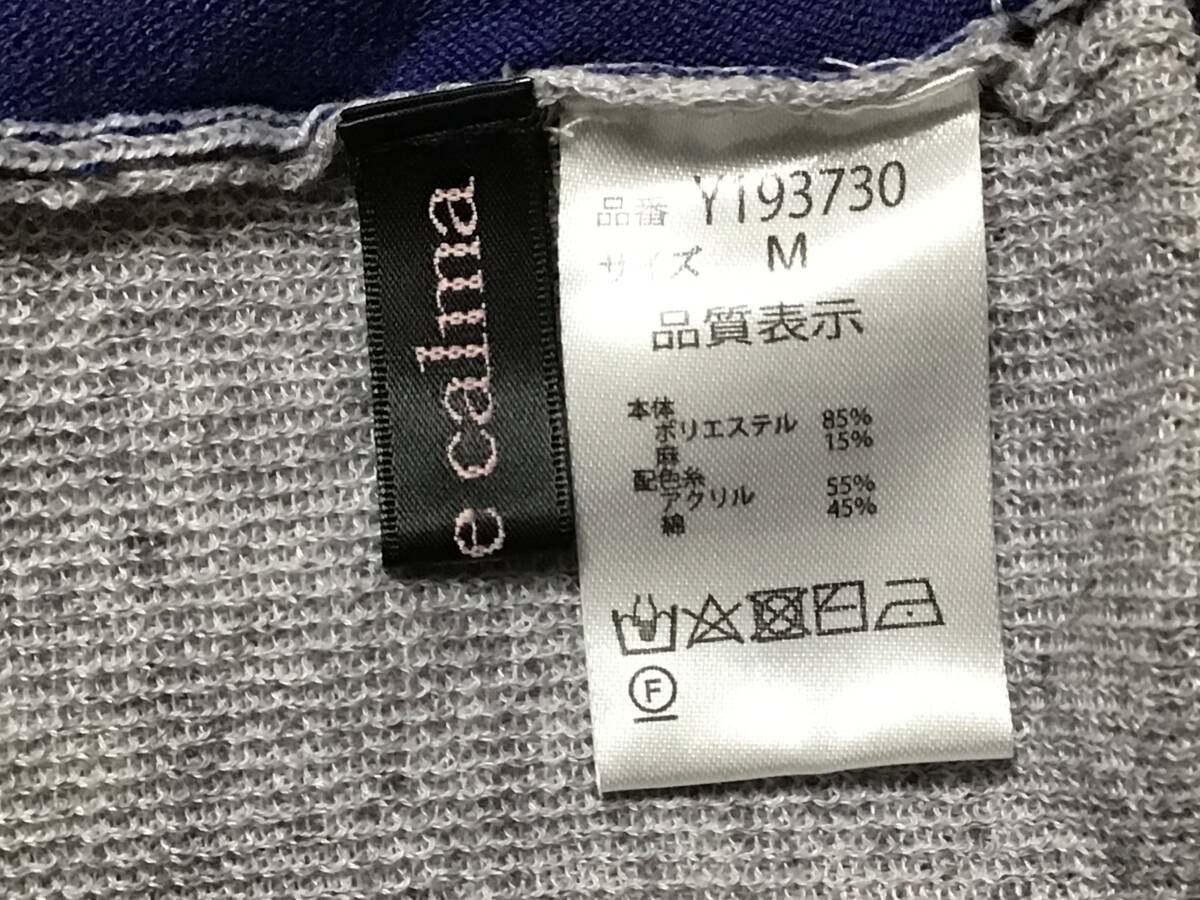 e calma
品番 Y193730
サイズ M
品質表示
本体
ポリエステル 85%
麻 15%
配色糸
アクリル 55%
綿 45%
F